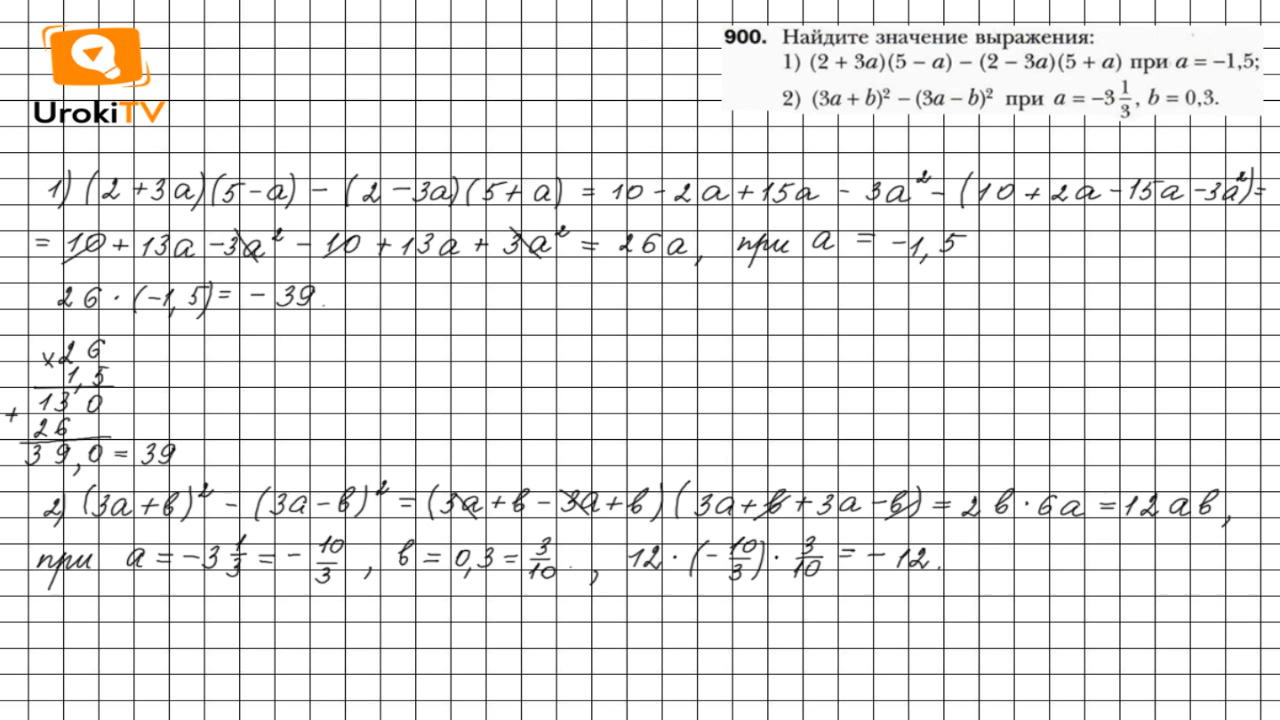 UrokiTV
900. Найдите значение выражения:
1) (2 + 3a)(5 − a) − (2 − 3a)(5 + a) при a = −1,5;
2) (3a + b)² − (3a − b)² при a = −3 1/3, b = 0,3.
1) (2 + 3a)(5 − a) − (2 − 3a)(5 + a) = 10 − 2a + 15a − 3a² − (10 + 2a − 15a − 3a²) =
= 10 + 13a − 3a² − 10 + 13a + 3a² = 26a, при a = −1,5
26 · (−1,5) = − 39.
× 26
1,5
130
+ 26
39,0 = 39
2) (3a + b)² − (3a − b)² = (3a + b − 3a + b)(3a + b + 3a − b) = 2b · 6a = 12ab,
при a = −3 1/3 = − 10/3, b = 0,3 = 3/10, 12 · (− 10/3) · 3/10 = − 12.